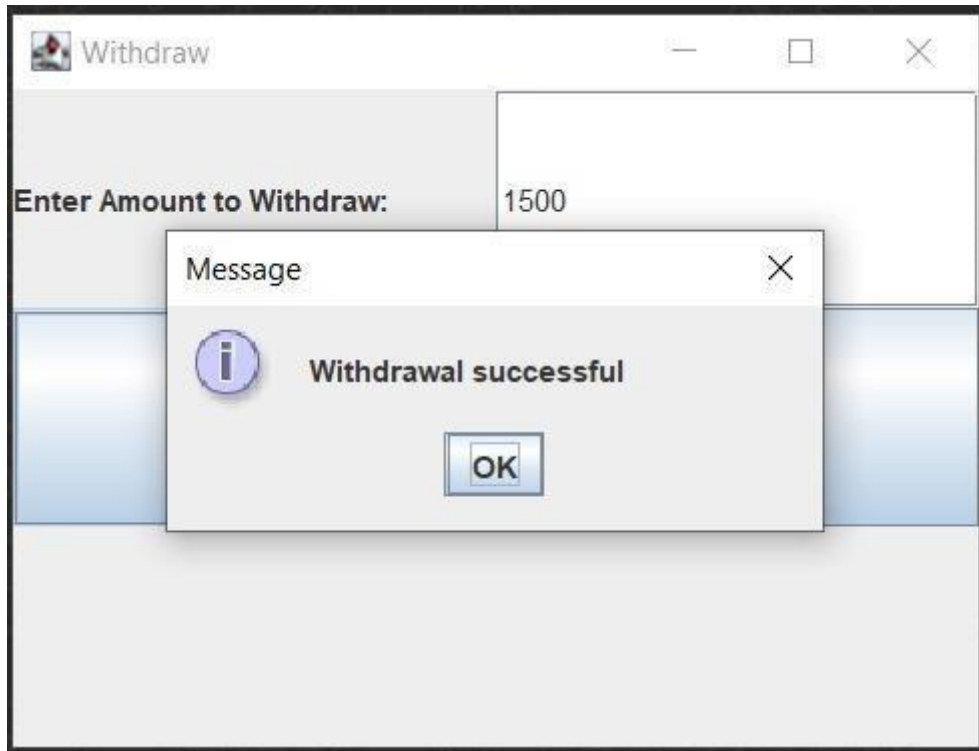 Withdraw
Enter Amount to Withdraw: 1500
Message
Withdrawal successful
OK